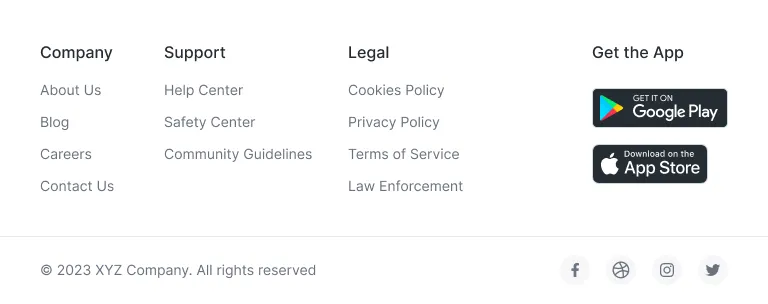 Company
About Us
Blog
Careers
Contact Us
Support
Help Center
Safety Center
Community Guidelines
Legal
Cookies Policy
Privacy Policy
Terms of Service
Law Enforcement
Get the App
GET IT ON
Google Play
Download on the
App Store
© 2023 XYZ Company. All rights reserved